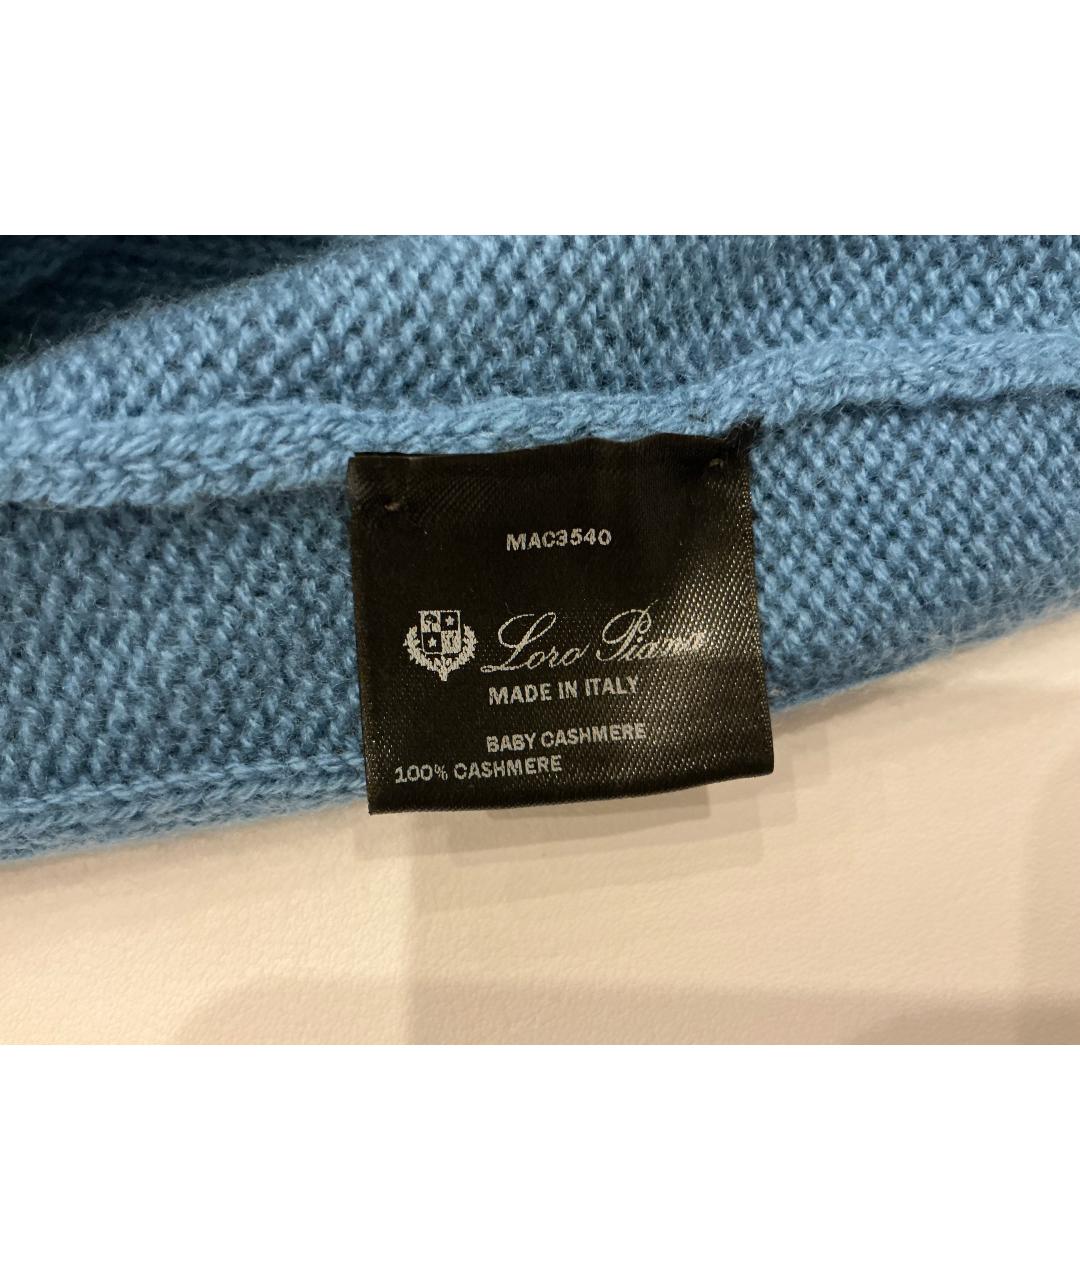 MAC3540
Loro Piana
MADE IN ITALY
BABY CASHMERE
100% CASHMERE